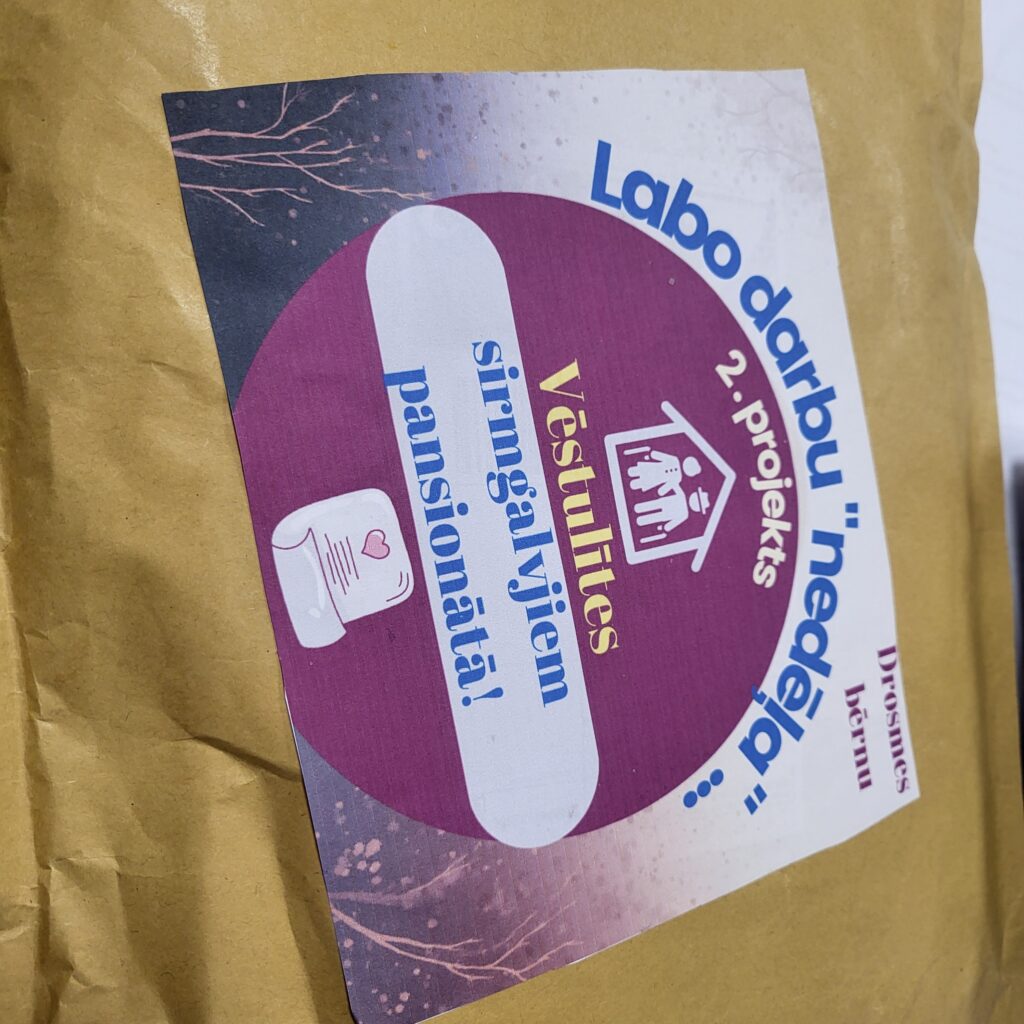 Drosmes
bērnu
Labo darbu "nedēļa" ...
2. projekts
Vēstulītes
sirmgalvjiem
pansionātā!